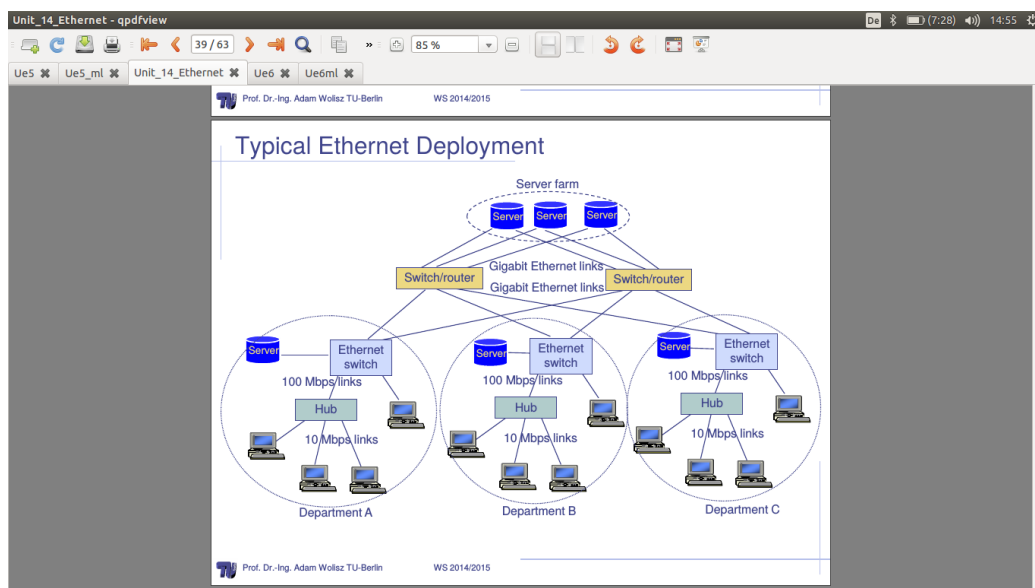 Unit_14_Ethernet - qpdfview
De
(7:28)
14:55
39 / 63
»
85 %
Ue5
Ue5_ml
Unit_14_Ethernet
Ue6
Ue6ml
Prof. Dr.-Ing. Adam Wolisz TU-Berlin WS 2014/2015
Typical Ethernet Deployment
Server farm
Server Server Server
Gigabit Ethernet links
Switch/router Switch/router
Gigabit Ethernet links
Server Ethernet switch
Server Ethernet switch
Server Ethernet switch
100 Mbps links 100 Mbps links 100 Mbps links
Hub Hub Hub
10 Mbps links 10 Mbps links 10 Mbps links
Department A Department B Department C
Prof. Dr.-Ing. Adam Wolisz TU-Berlin WS 2014/2015